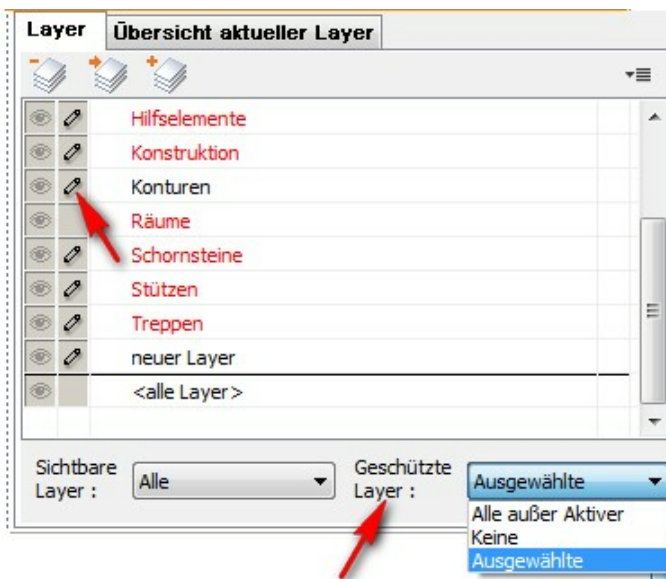 Layer Übersicht aktueller Layer
Hilfselemente
Konstruktion
Konturen
Räume
Schornsteine
Stützen
Treppen
neuer Layer
<alle Layer>
Sichtbare Layer :
Alle
Geschützte Layer :
Ausgewählte
Alle außer Aktiver
Keine
Ausgewählte